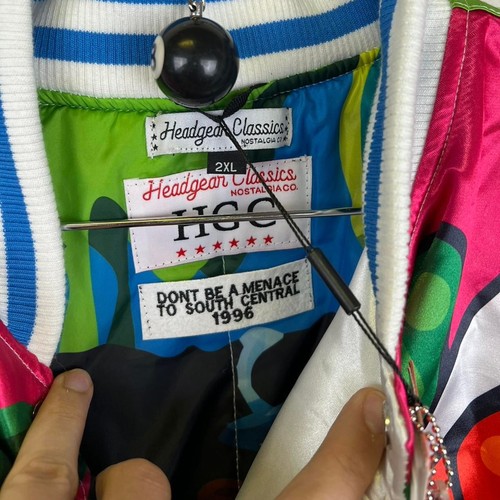 Headgear Classics
NOSTALGIA CO
2XL
Headgear Classics
NOSTALGIA CO.
HGC
DONT BE A MENACE
TO SOUTH CENTRAL
1996